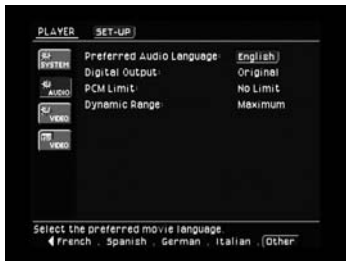 PLAYER SET-UP
SYSTEM
Preferred Audio Language: English
Digital Output: Original
AUDIO
PCM Limit: No Limit
Dynamic Range: Maximum
VIDEO
VIDEO
Select the preferred movie language.
French , Spanish , German , Italian , Other